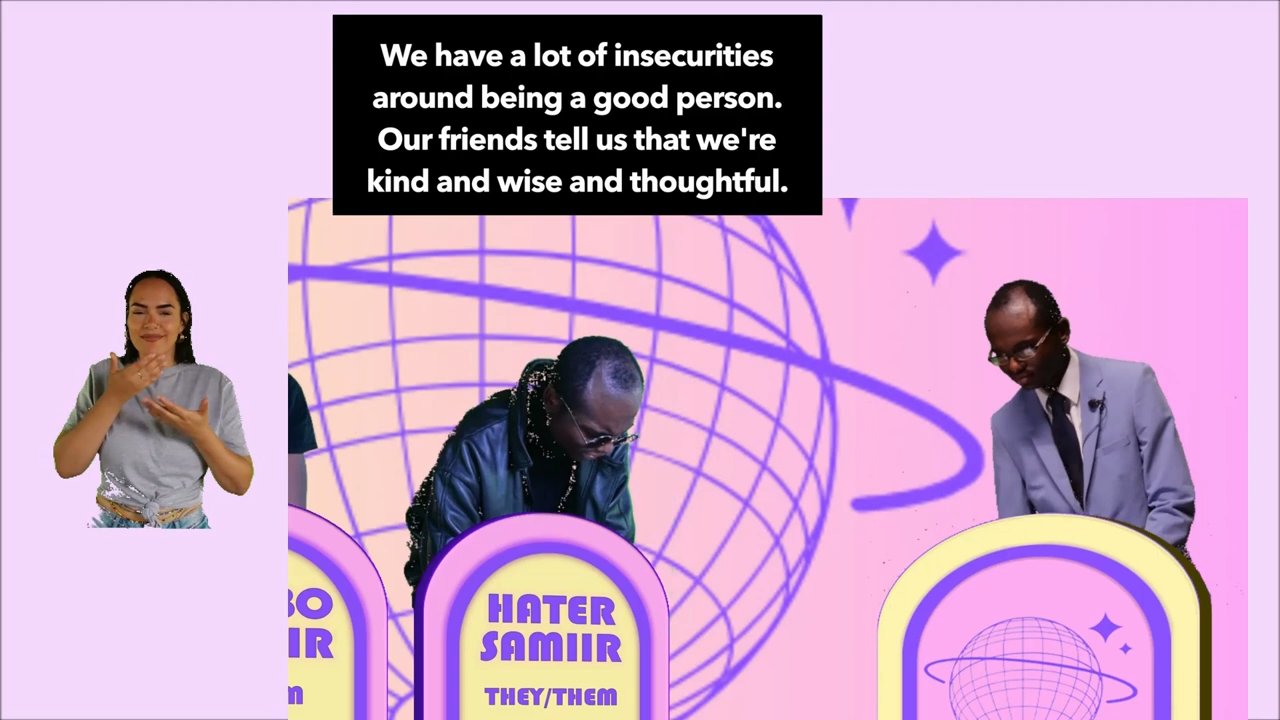 We have a lot of insecurities
around being a good person.
Our friends tell us that we're
kind and wise and thoughtful.
HATER
SAMIIR
THEY/THEM